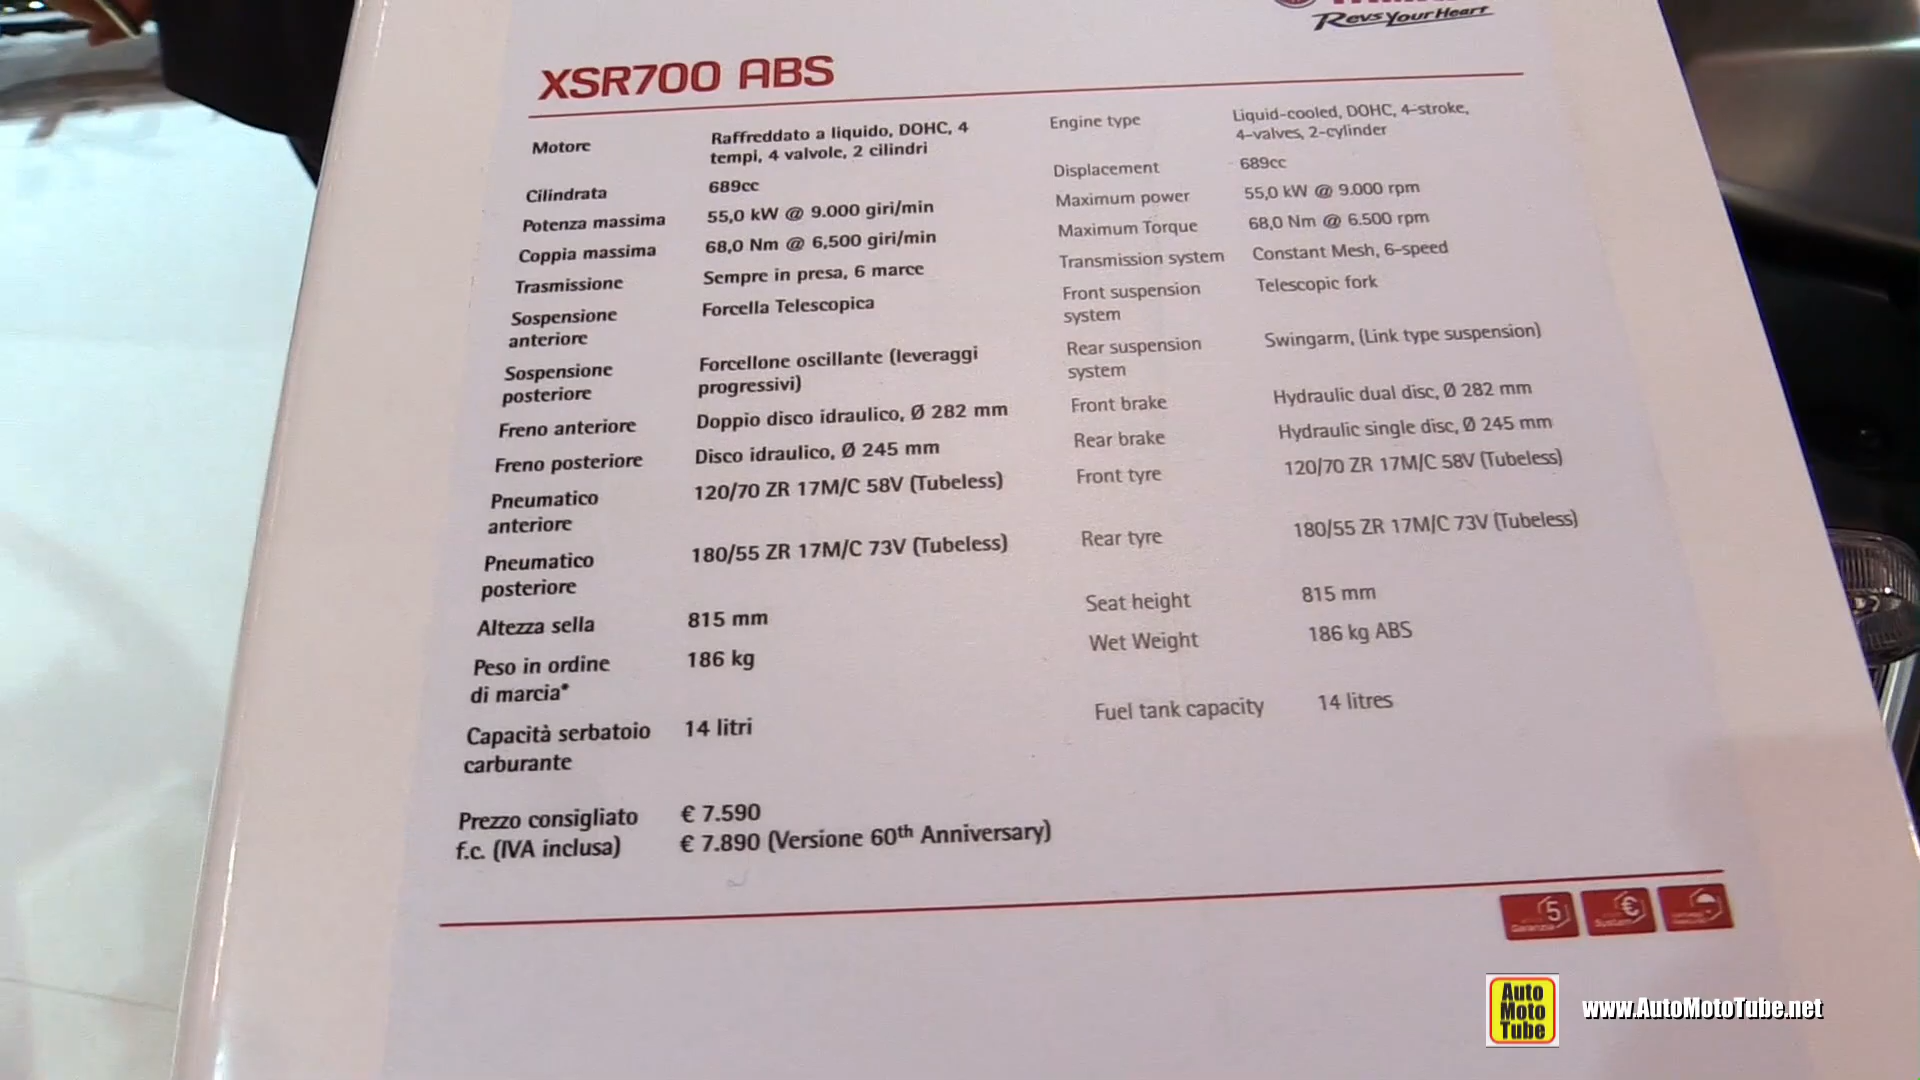 RevsYourHeart
XSR700 ABS
Motore
Raffreddato a liquido, DOHC, 4
tempi, 4 valvole, 2 cilindri
Cilindrata
689cc
Potenza massima
55,0 kW @ 9.000 giri/min
Coppia massima
68,0 Nm @ 6,500 giri/min
Trasmissione
Sempre in presa, 6 marce
Sospensione
anteriore
Forcella Telescopica
Sospensione
posteriore
Forcellone oscillante (leveraggi
progressivi)
Freno anteriore
Doppio disco idraulico, Ø 282 mm
Freno posteriore
Disco idraulico, Ø 245 mm
Pneumatico
anteriore
120/70 ZR 17M/C 58V (Tubeless)
Pneumatico
posteriore
180/55 ZR 17M/C 73V (Tubeless)
Altezza sella
815 mm
Peso in ordine
di marcia*
186 kg
Capacità serbatoio
carburante
14 litri
Prezzo consigliato
f.c. (IVA inclusa)
€ 7.590
€ 7.890 (Versione 60th Anniversary)
Engine type
Liquid-cooled, DOHC, 4-stroke,
4-valves, 2-cylinder
Displacement
689cc
Maximum power
55,0 kW @ 9.000 rpm
Maximum Torque
68,0 Nm @ 6.500 rpm
Transmission system
Constant Mesh, 6-speed
Front suspension
system
Telescopic fork
Rear suspension
system
Swingarm, (Link type suspension)
Front brake
Hydraulic dual disc, Ø 282 mm
Rear brake
Hydraulic single disc, Ø 245 mm
Front tyre
120/70 ZR 17M/C 58V (Tubeless)
Rear tyre
180/55 ZR 17M/C 73V (Tubeless)
Seat height
815 mm
Wet Weight
186 kg ABS
Fuel tank capacity
14 litres
5
Garanzia
€
System
Auto
Moto
Tube
www.AutoMotoTube.net